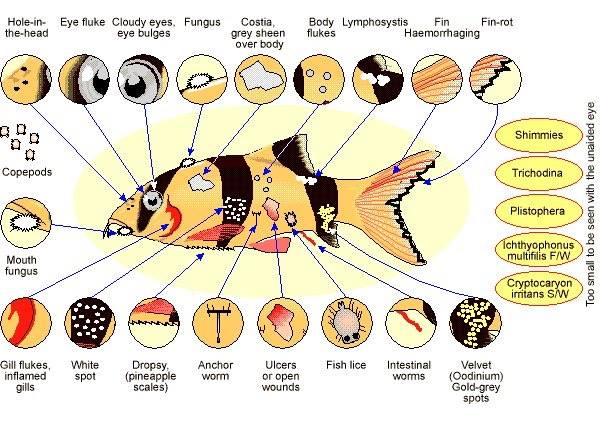 Hole-in-
the-head
Eye fluke
Cloudy eyes,
eye bulges
Fungus
Costia,
grey sheen
over body
Body
flukes
Lymphosystis
Fin
Haemorrhaging
Fin-rot
Copepods
Mouth
fungus
Shimmies
Trichodina
Plistophera
Ichthyophonus
multifilis F/W
Cryptocaryon
irritans S/W
Too small to be seen with the unaided eye
Gill flukes,
inflamed
gills
White
spot
Dropsy,
(pineapple
scales)
Anchor
worm
Ulcers
or open
wounds
Fish lice
Intestinal
worms
Velvet
(Oodinium)
Gold-grey
spots